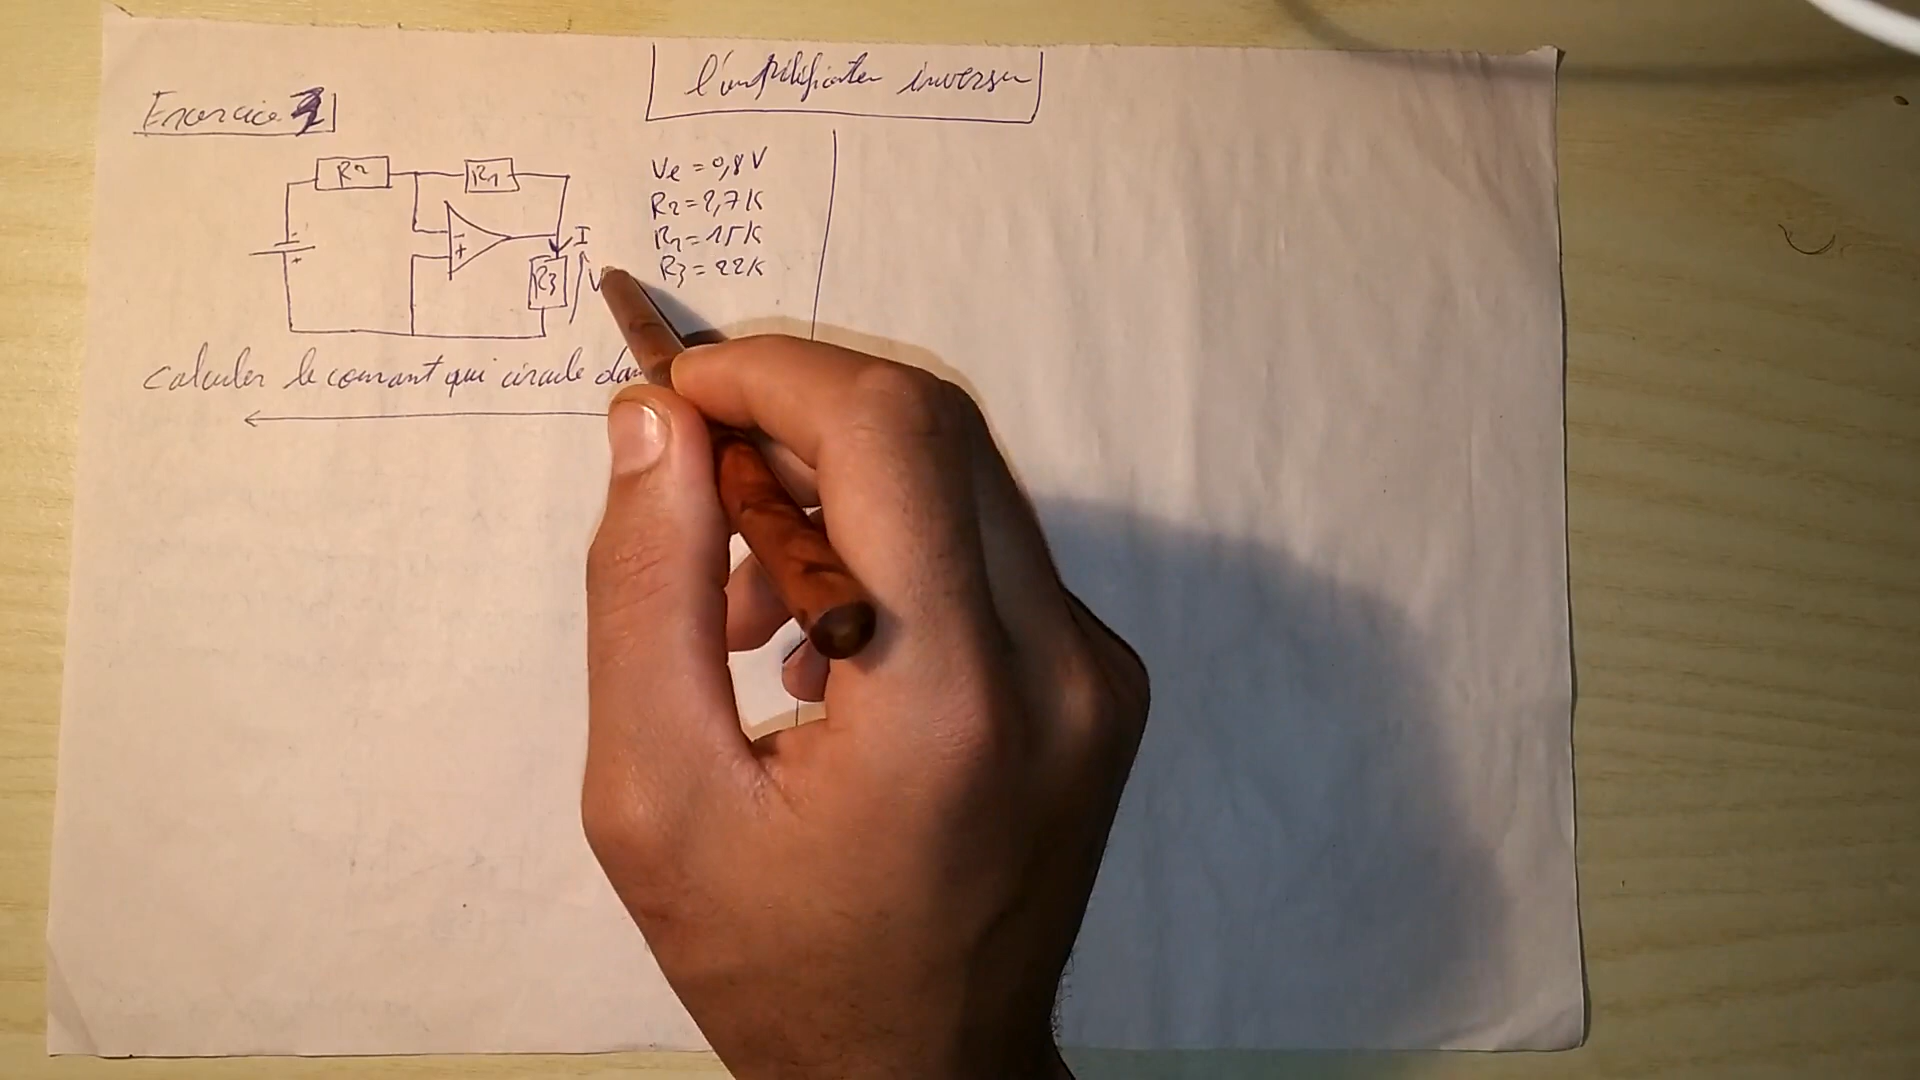 l'amplificateur inverseur
Exercice
R2
R1
- +
- +
I
R3
V
Ve = 0,8 V
R2 = 2,7 K
R1 = 15 K
R3 = 22 K
calculer le courant qui circule dan